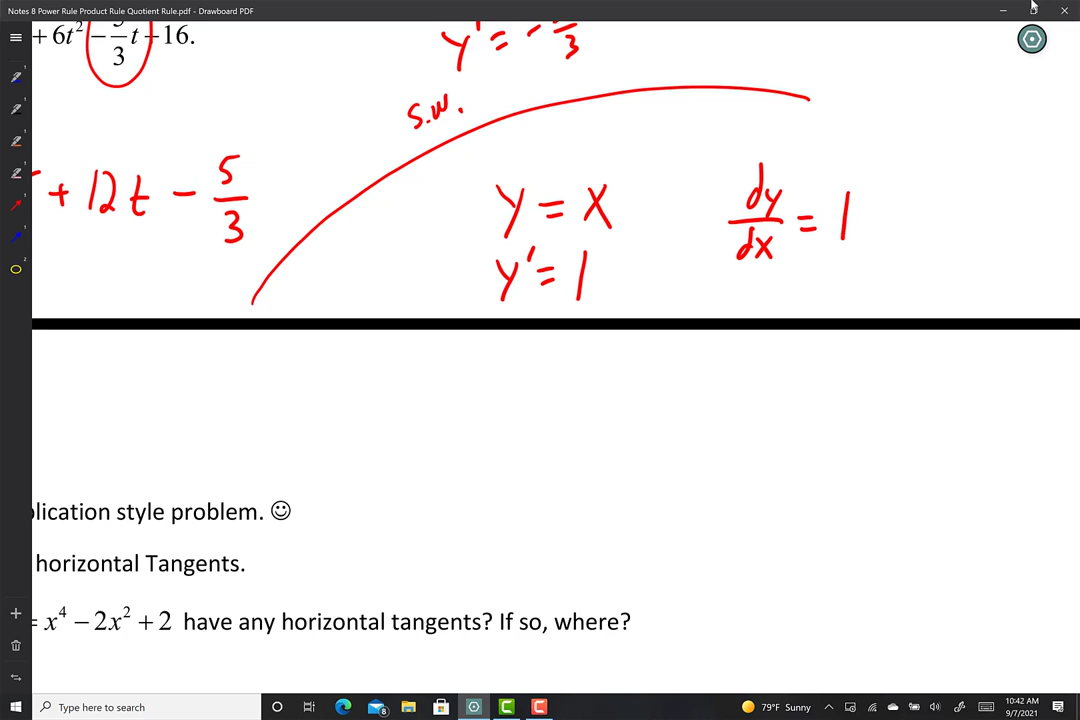 Notes 8 Power Rule Product Rule Quotient Rule.pdf - Drawboard PDF
+ 6t² − 5/3 t + 16.
y' = - 5/3
S.W.
+ 12t - 5/3
y = x
dy/dx = 1
y' = 1
plication style problem. ☺
horizontal Tangents.
= x⁴ − 2x² + 2 have any horizontal tangents? If so, where?
Type here to search
8
79°F Sunny
10:42 AM
9/7/2021